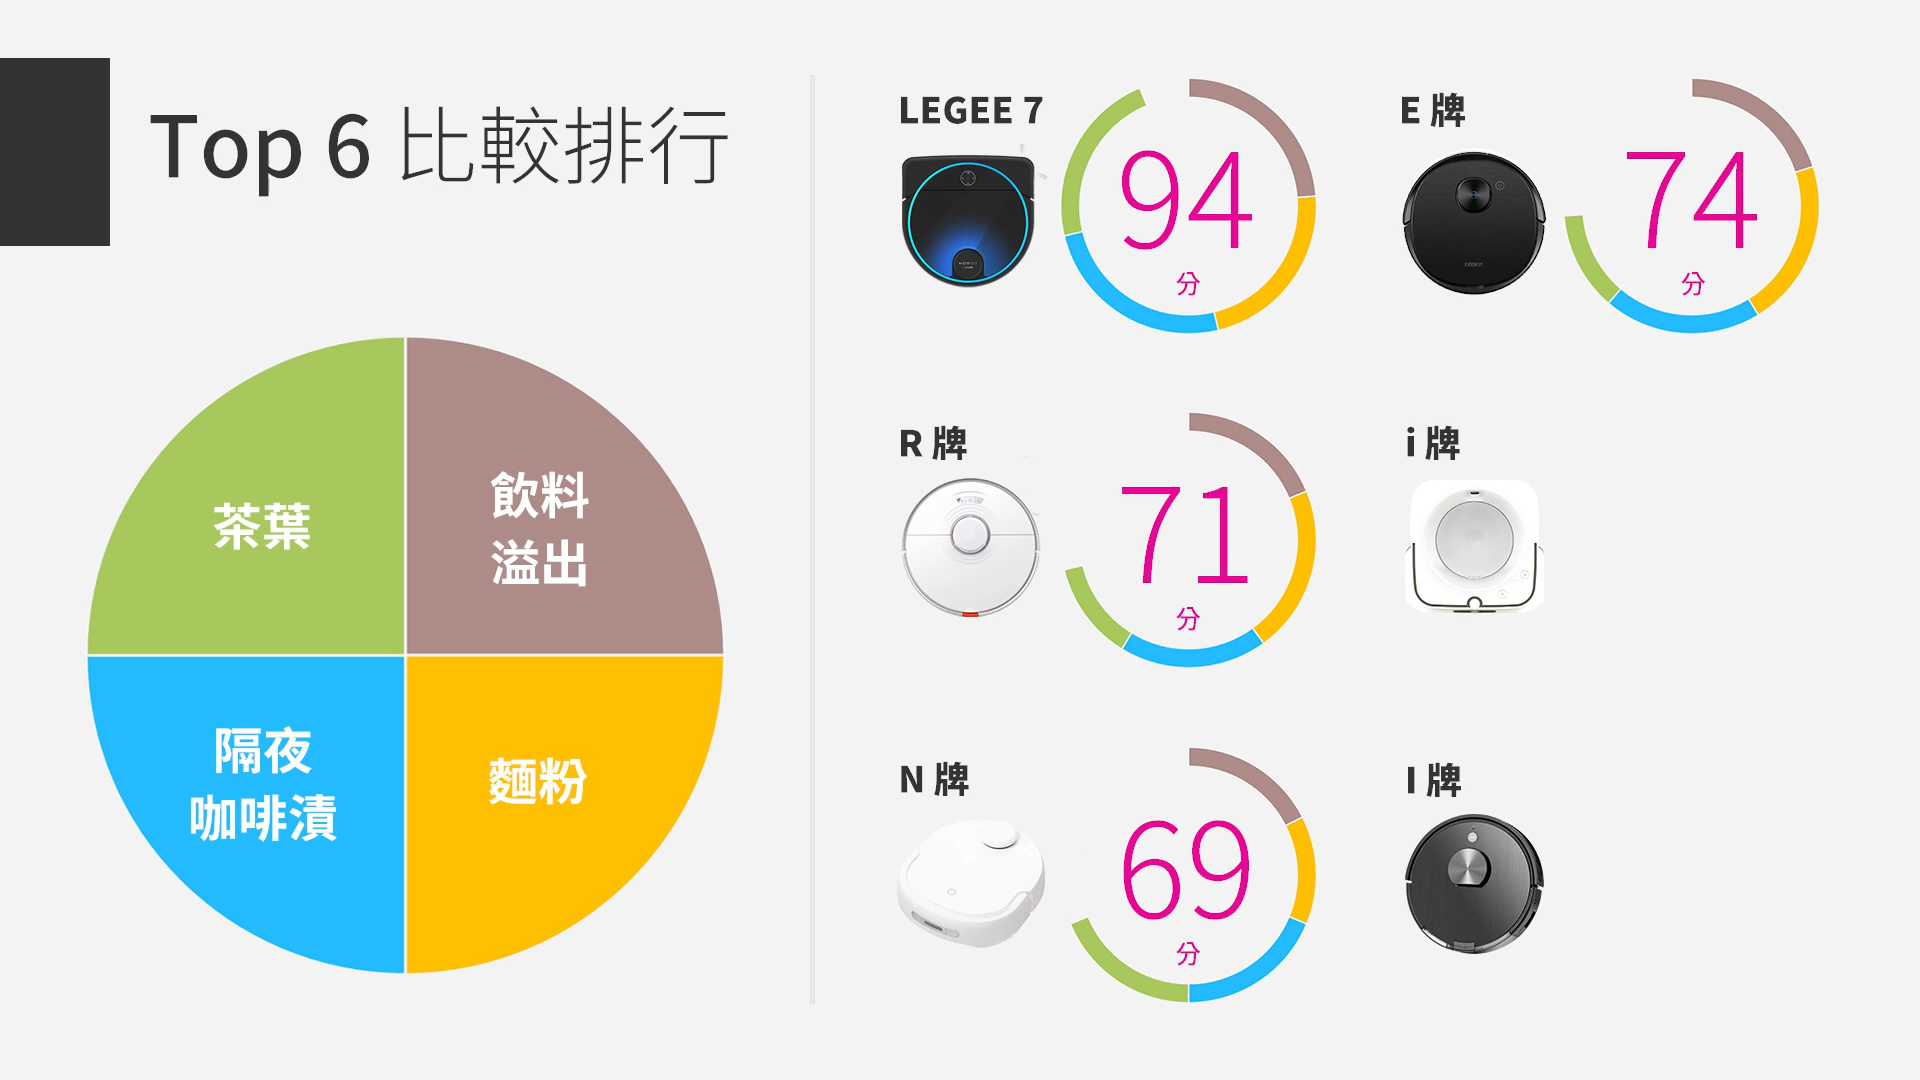 Top 6 比較排行
茶葉
飲料
溢出
隔夜
咖啡漬
麵粉
LEGEE 7
94
分
E 牌
74
分
R 牌
71
分
i 牌
N 牌
69
分
I 牌